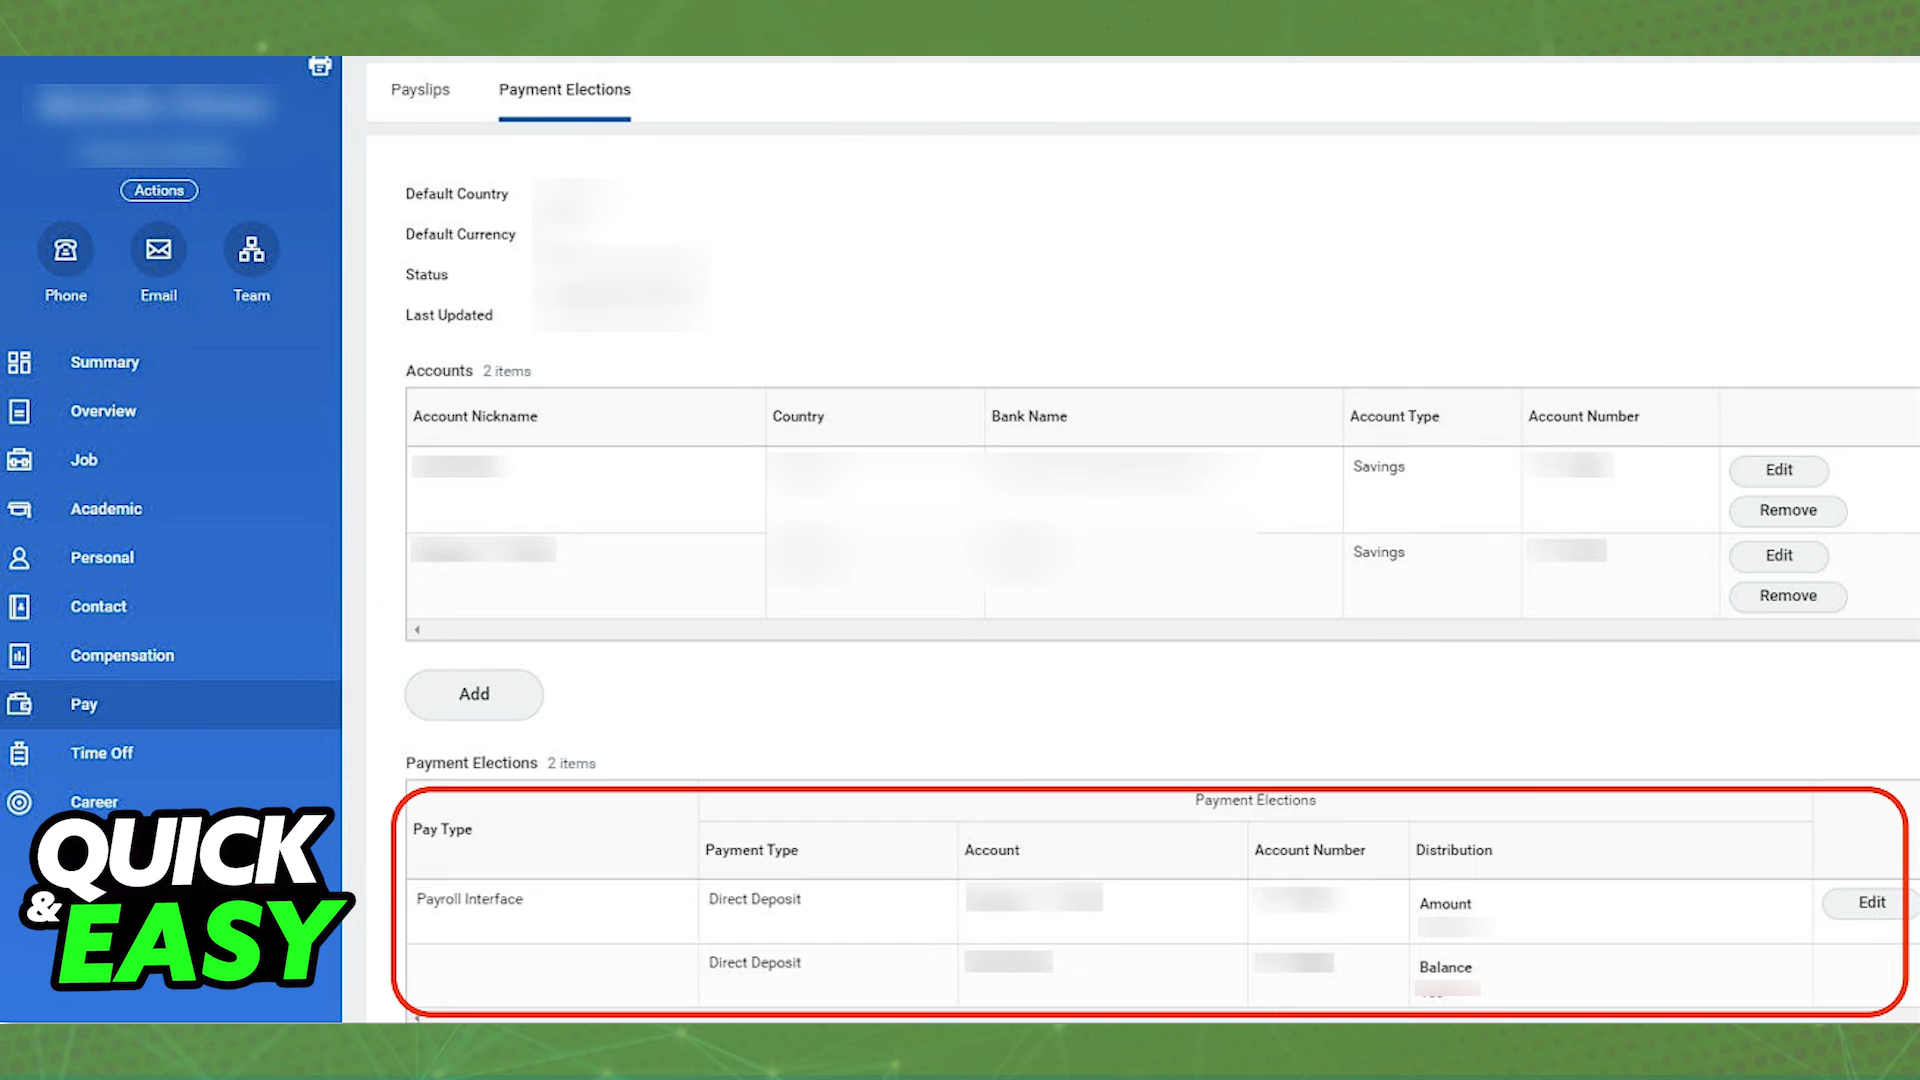 Payslips
Payment Elections
Actions
Phone
Email
Team
Summary
Overview
Job
Academic
Personal
Contact
Compensation
Pay
Time Off
Career
QUICK
& EASY
Default Country
Default Currency
Status
Last Updated
Accounts 2 items
Account Nickname Country Bank Name Account Type Account Number
Savings Edit
Remove
Savings Edit
Remove
Add
Payment Elections 2 items
Payment Elections
Pay Type
Payment Type Account Account Number Distribution
Payroll Interface Direct Deposit Amount Edit
Direct Deposit Balance